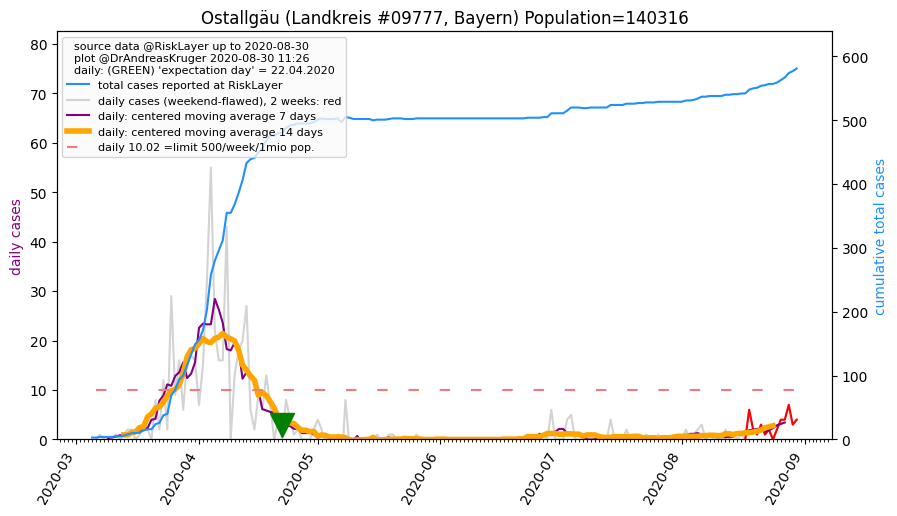 Ostallgäu (Landkreis #09777, Bayern) Population=140316
source data @RiskLayer up to 2020-08-30
plot @DrAndreasKruger 2020-08-30 11:26
daily: (GREEN) 'expectation day' = 22.04.2020
total cases reported at RiskLayer
daily cases (weekend-flawed), 2 weeks: red
daily: centered moving average 7 days
daily: centered moving average 14 days
daily 10.02 =limit 500/week/1mio pop.
daily cases
80
70
60
50
40
30
20
10
0
cumulative total cases
600
500
400
300
200
100
0
2020-03
2020-04
2020-05
2020-06
2020-07
2020-08
2020-09